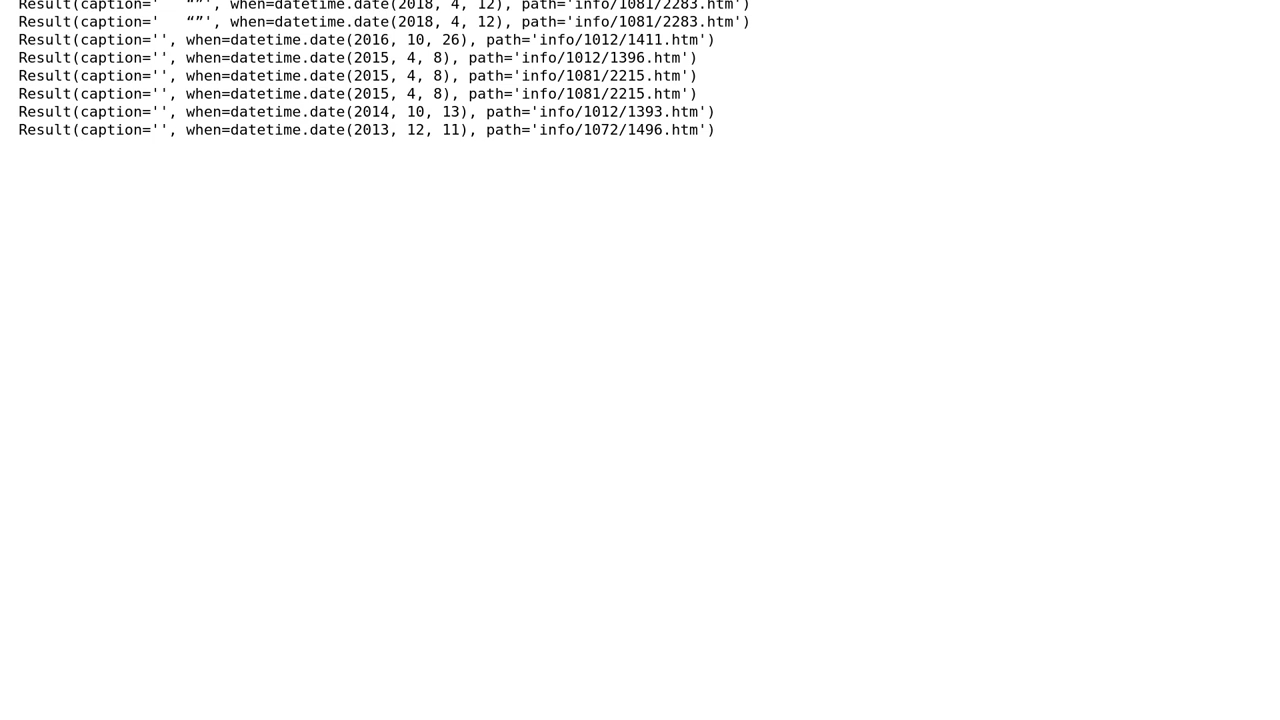 Result(caption='   “”', when=datetime.date(2018, 4, 12), path='info/1081/2283.htm')
Result(caption='   “”', when=datetime.date(2018, 4, 12), path='info/1081/2283.htm')
Result(caption='', when=datetime.date(2016, 10, 26), path='info/1012/1411.htm')
Result(caption='', when=datetime.date(2015, 4, 8), path='info/1012/1396.htm')
Result(caption='', when=datetime.date(2015, 4, 8), path='info/1081/2215.htm')
Result(caption='', when=datetime.date(2015, 4, 8), path='info/1081/2215.htm')
Result(caption='', when=datetime.date(2014, 10, 13), path='info/1012/1393.htm')
Result(caption='', when=datetime.date(2013, 12, 11), path='info/1072/1496.htm')